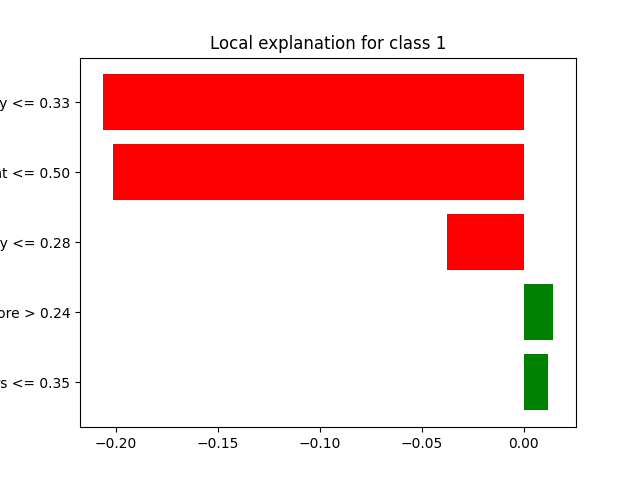 Local explanation for class 1
y <= 0.33
t <= 0.50
y <= 0.28
ore > 0.24
s <= 0.35
−0.20 −0.15 −0.10 −0.05 0.00